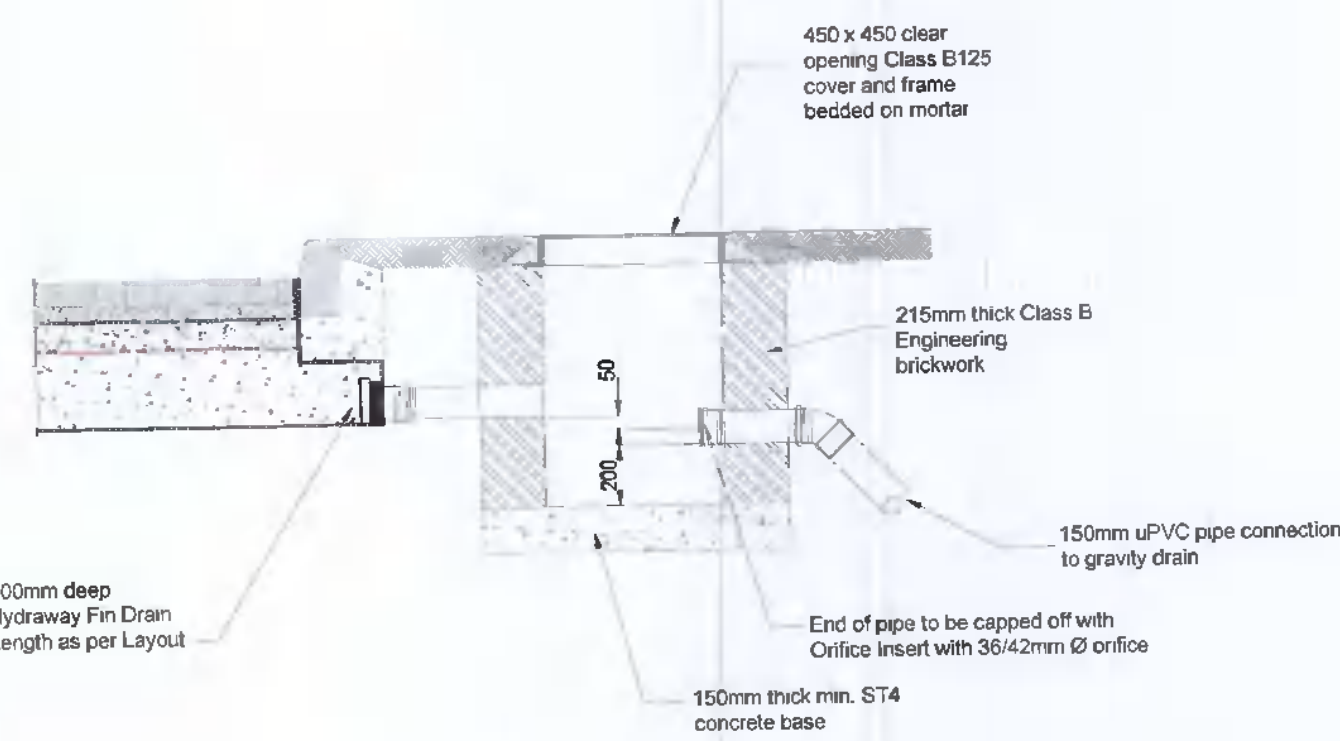 450 x 450 clear
opening Class B125
cover and frame
bedded on mortar
215mm thick Class B
Engineering
brickwork
50
200
150mm uPVC pipe connection
to gravity drain
00mm deep
Hydraway Fin Drain
Length as per Layout
End of pipe to be capped off with
Orifice Insert with 36/42mm Ø orifice
150mm thick min. ST4
concrete base